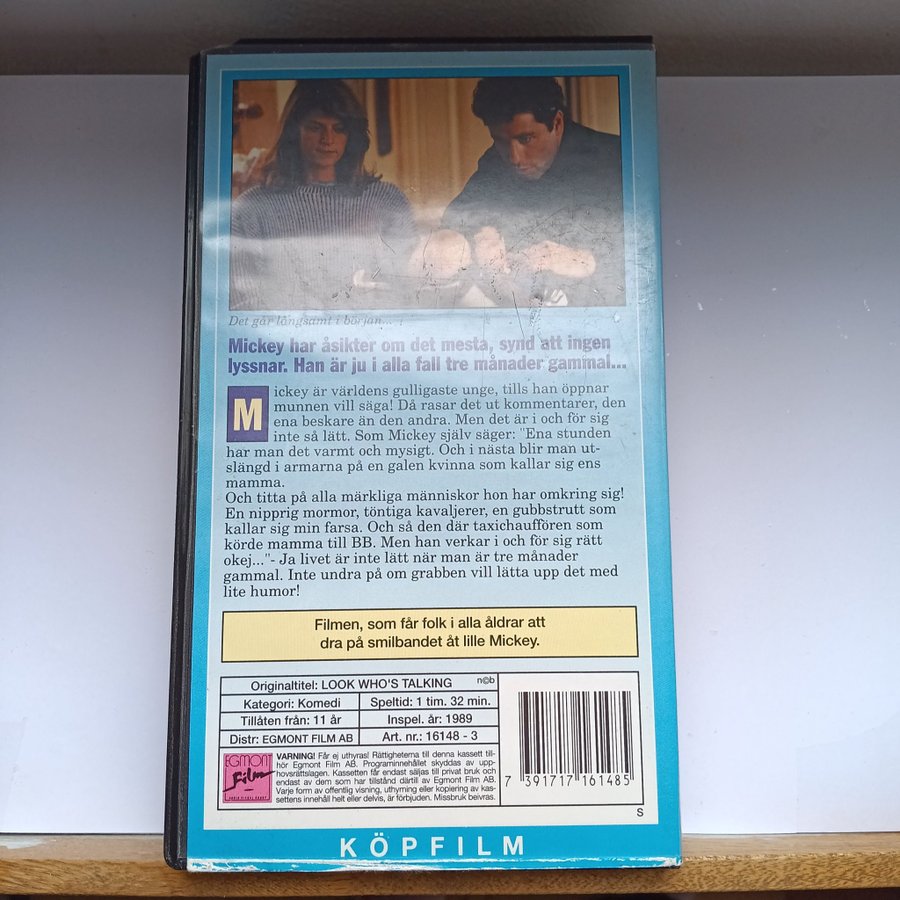 Det går långsamt i början...
Mickey har åsikter om det mesta, synd att ingen
lyssnar. Han är ju i alla fall tre månader gammal...
Mickey är världens gulligaste unge, tills han öppnar
munnen vill säga! Då rasar det ut kommentarer, den
ena beskare än den andra. Men det är i och för sig
inte så lätt. Som Mickey själv säger: "Ena stunden
har man det varmt och mysigt. Och i nästa blir man ut-
slängd i armarna på en galen kvinna som kallar sig ens
mamma.
Och titta på alla märkliga människor hon har omkring sig!
En nipprig mormor, töntiga kavaljerer, en gubbstrutt som
kallar sig min farsa. Och så den där taxichauffören som
körde mamma till BB. Men han verkar i och för sig rätt
okej..."- Ja livet är inte lätt när man är tre månader
gammal. Inte undra på om grabben vill lätta upp det med
lite humor!
Filmen, som får folk i alla åldrar att
dra på smilbandet åt lille Mickey.
Originaltitel: LOOK WHO'S TALKING n©b
Kategori: Komedi Speltid: 1 tim. 32 min.
Tillåten från: 11 år Inspel. år: 1989
Distr: EGMONT FILM AB Art. nr.: 16148 - 3
EGMONT
Film
VARNING! Får ej uthyras! Rättigheterna till denna kassett till-
hör Egmont Film AB. Programinnehållet skyddas av upp-
hovsrättslagen. Kassetten får endast säljas till privat bruk och
endast av dem som har tillstånd därtill av Egmont Film AB.
Varje form av offentlig visning, uthyrning eller kopiering av kas-
settens innehåll helt eller delvis, är förbjuden. Missbruk beivras.
7 391717 161485
S
KÖPFILM